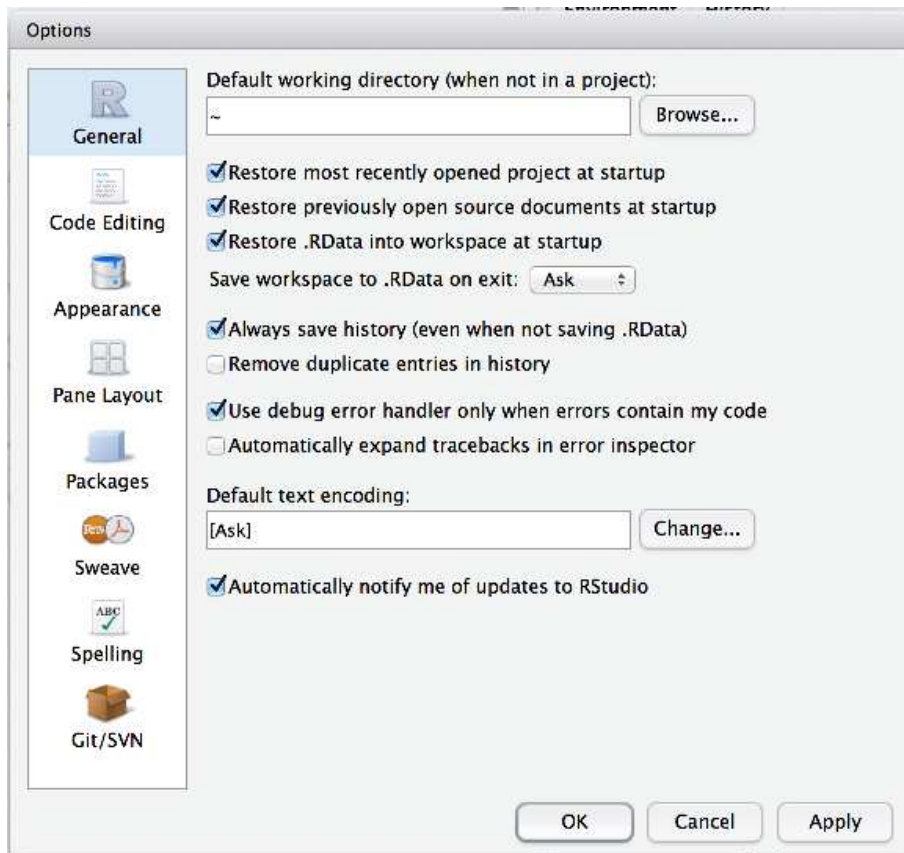 Options
General
Code Editing
Appearance
Pane Layout
Packages
Sweave
ABC
Spelling
Git/SVN
Default working directory (when not in a project):
~
Browse...
Restore most recently opened project at startup
Restore previously open source documents at startup
Restore .RData into workspace at startup
Save workspace to .RData on exit: Ask
Always save history (even when not saving .RData)
Remove duplicate entries in history
Use debug error handler only when errors contain my code
Automatically expand tracebacks in error inspector
Default text encoding:
[Ask]
Change...
Automatically notify me of updates to RStudio
OK
Cancel
Apply